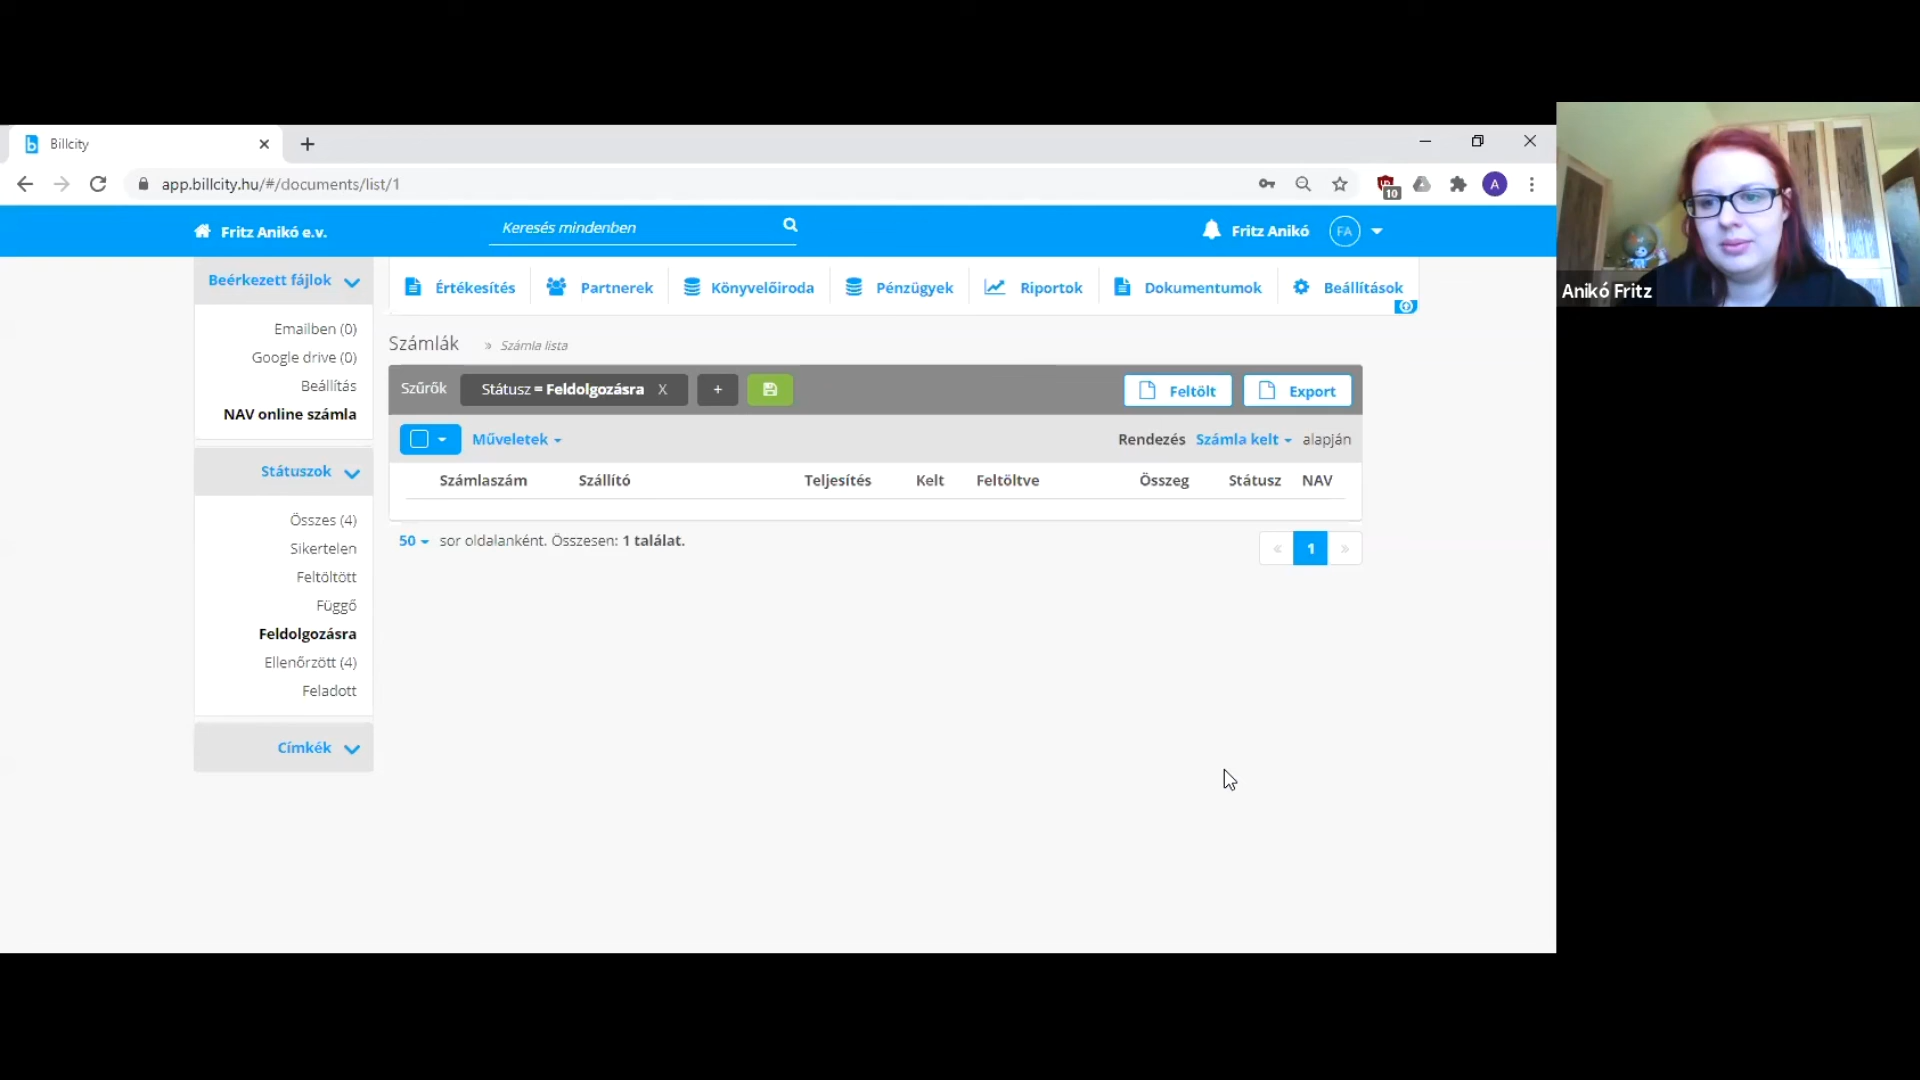 Billcity
app.billcity.hu/#/documents/list/1
10
A
Fritz Anikó e.v.
Keresés mindenben
Fritz Anikó
FA
Beérkezett fájlok
Emailben (0)
Google drive (0)
Beállítás
NAV online számla
Státuszok
Összes (4)
Sikertelen
Feltöltött
Függő
Feldolgozásra
Ellenőrzött (4)
Feladott
Címkék
Értékesítés Partnerek Könyvelőiroda Pénzügyek Riportok Dokumentumok Beállítások
Számlák » Számla lista
Szűrők Státusz = Feldolgozásra X + Feltölt Export
Műveletek Rendezés Számla kelt alapján
Számlaszám Szállító Teljesítés Kelt Feltöltve Összeg Státusz NAV
50 sor oldalanként. Összesen: 1 találat.
« 1 »
Anikó Fritz